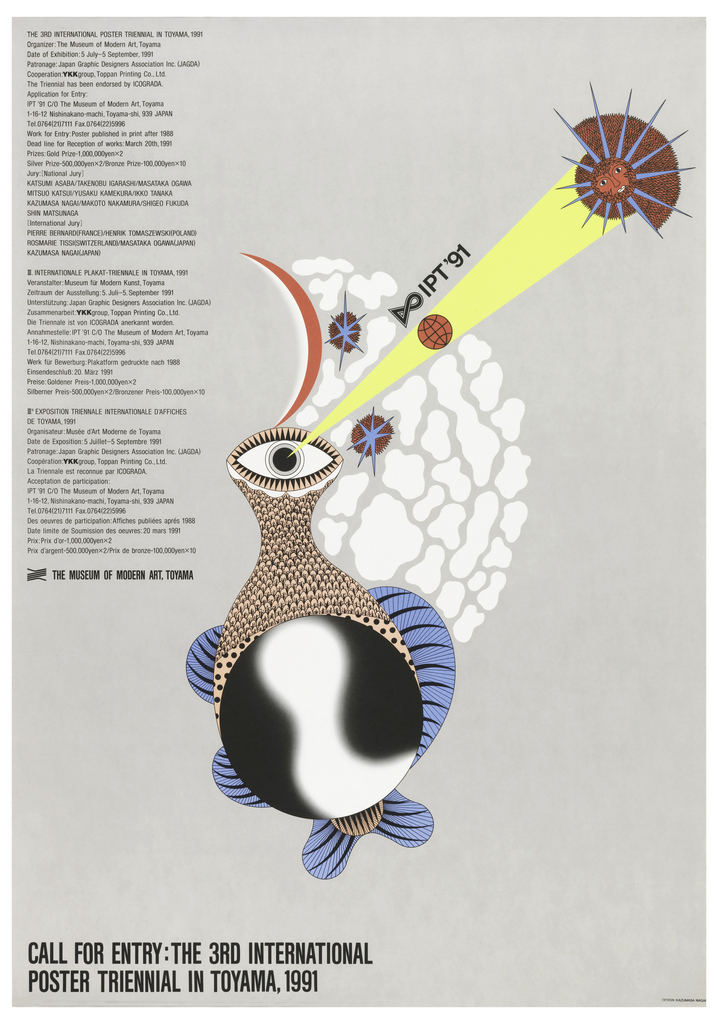 THE 3RD INTERNATIONAL POSTER TRIENNIAL IN TOYAMA, 1991
Organizer: The Museum of Modern Art, Toyama
Date of Exhibition: 5 July–5 September, 1991
Patronage: Japan Graphic Designers Association Inc. (JAGDA)
Cooperation: YKKgroup, Toppan Printing Co., Ltd.
The Triennial has been endorsed by ICOGRADA.
Application for Entry:
IPT '91 C/O The Museum of Modern Art, Toyama
1-16-12 Nishinakano-machi, Toyama-shi, 939 JAPAN
Tel.0764(21)7111 Fax.0764(22)5996
Work for Entry: Poster published in print after 1988
Dead line for Reception of works: March 20th, 1991
Prizes: Gold Prize-1,000,000yen×2
Silver Prize-500,000yen×2/Bronze Prize-100,000yen×10
Jury: [National Jury]
KATSUMI ASABA/TAKENOBU IGARASHI/MASATAKA OGAWA
MITSUO KATSUI/YUSAKU KAMEKURA/IKKO TANAKA
KAZUMASA NAGAI/MAKOTO NAKAMURA/SHIGEO FUKUDA
SHIN MATSUNAGA
[International Jury]
PIERRE BERNARD(FRANCE)/HENRIK TOMASZEWSKI(POLAND)
ROSMARIE TISSI(SWITZERLAND)/MASATAKA OGAWA(JAPAN)
KAZUMASA NAGAI(JAPAN)
III. INTERNATIONALE PLAKAT-TRIENNALE IN TOYAMA, 1991
Veranstalter: Museum für Modern Kunst, Toyama
Zeitraum der Ausstellung: 5. Juli–5. September 1991
Unterstützung: Japan Graphic Designers Association Inc. (JAGDA)
Zusammenarbeit: YKKgroup, Toppan Printing Co., Ltd.
Die Triennale ist von ICOGRADA anerkannt worden.
Annahmestelle: IPT '91 C/O The Museum of Modern Art, Toyama
1-16-12, Nishinakano-machi, Toyama-shi, 939 JAPAN
Tel.0764(21)7111 Fax.0764(22)5996
Werk für Bewerbung: Plakatform gedruckte nach 1988
Einsendeschluß: 20. März 1991
Preise: Goldener Preis-1,000,000yen×2
Silberner Preis-500,000yen×2/Bronzener Preis-100,000yen×10
IIIe EXPOSITION TRIENNALE INTERNATIONALE D'AFFICHES
DE TOYAMA, 1991
Organisateur: Musée d'Art Moderne de Toyama
Date de Exposition: 5 Juillet–5 Septembre 1991
Patronage: Japan Graphic Designers Association Inc. (JAGDA)
Coopération: YKKgroup, Toppan Printing Co., Ltd.
La Triennale est reconnue par ICOGRADA.
Acceptation de participation:
IPT '91 C/O The Museum of Modern Art, Toyama
1-16-12, Nishinakano-machi, Toyama-shi, 939 JAPAN
Tel.0764(21)7111 Fax.0764(22)5996
Des oeuvres de participation: Affiches publiées aprés 1988
Date limite de Soumission des oeuvres: 20 mars 1991
Prix: Prix d'or-1,000,000yen×2
Prix d'argent-500,000yen×2/Prix de bronze-100,000yen×10
THE MUSEUM OF MODERN ART, TOYAMA
IPT '91
CALL FOR ENTRY: THE 3RD INTERNATIONAL
POSTER TRIENNIAL IN TOYAMA, 1991
DESIGN: KAZUMASA NAGAI